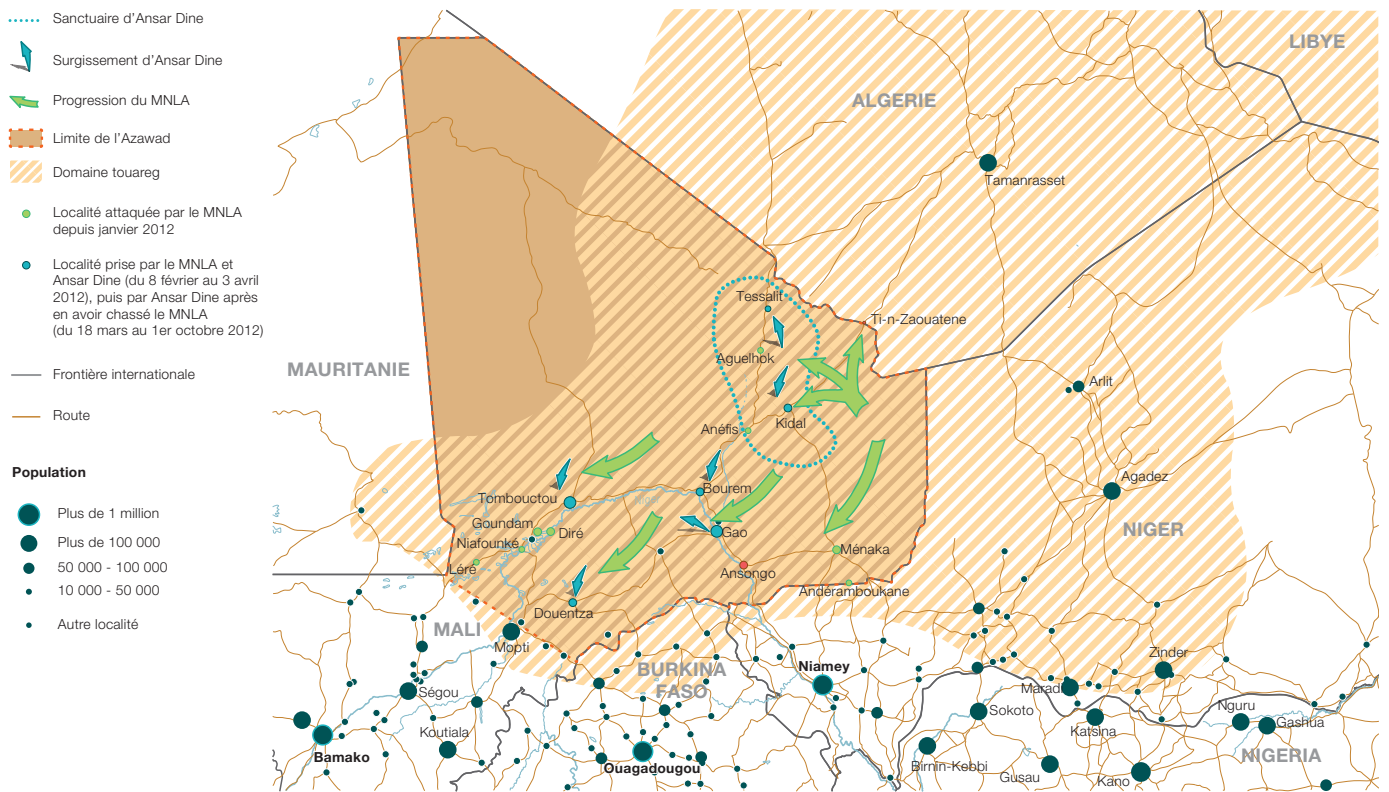 Sanctuaire d'Ansar Dine
Surgissement d'Ansar Dine
Progression du MNLA
Limite de l'Azawad
Domaine touareg
Localité attaquée par le MNLA
depuis janvier 2012
Localité prise par le MNLA et
Ansar Dine (du 8 février au 3 avril
2012), puis par Ansar Dine après
en avoir chassé le MNLA
(du 18 mars au 1er octobre 2012)
Frontière internationale
Route
Population
Plus de 1 million
Plus de 100 000
50 000 - 100 000
10 000 - 50 000
Autre localité
LIBYE
ALGERIE
Tamanrasset
Tessalit
Ti-n-Zaouatene
Aguelhok
MAURITANIE
Arlit
Kidal
Anéfis
Agadez
Bourem
Tombouctou
Niger
Goundam
Diré
Gao
NIGER
Niafounké
Ménaka
Léré
Ansongo
Andéramboukane
Douentza
MALI
Mopti
Zinder
BURKINA
FASO
Niamey
Maradi
Ségou
Nguru
Sokoto
Gashua
Koutiala
Katsina
Bamako
NIGERIA
Ouagadougou
Birnin-Kebbi
Gusau
Kano